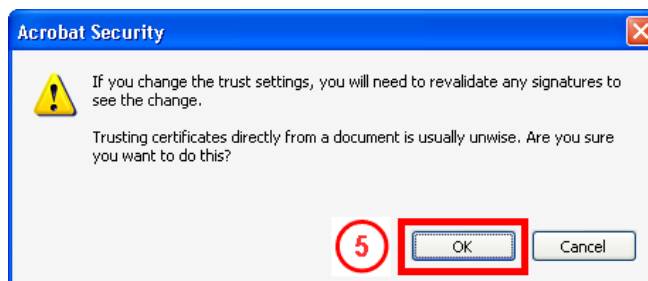 Acrobat Security
If you change the trust settings, you will need to revalidate any signatures to
see the change.
Trusting certificates directly from a document is usually unwise. Are you sure
you want to do this?
5
OK
Cancel